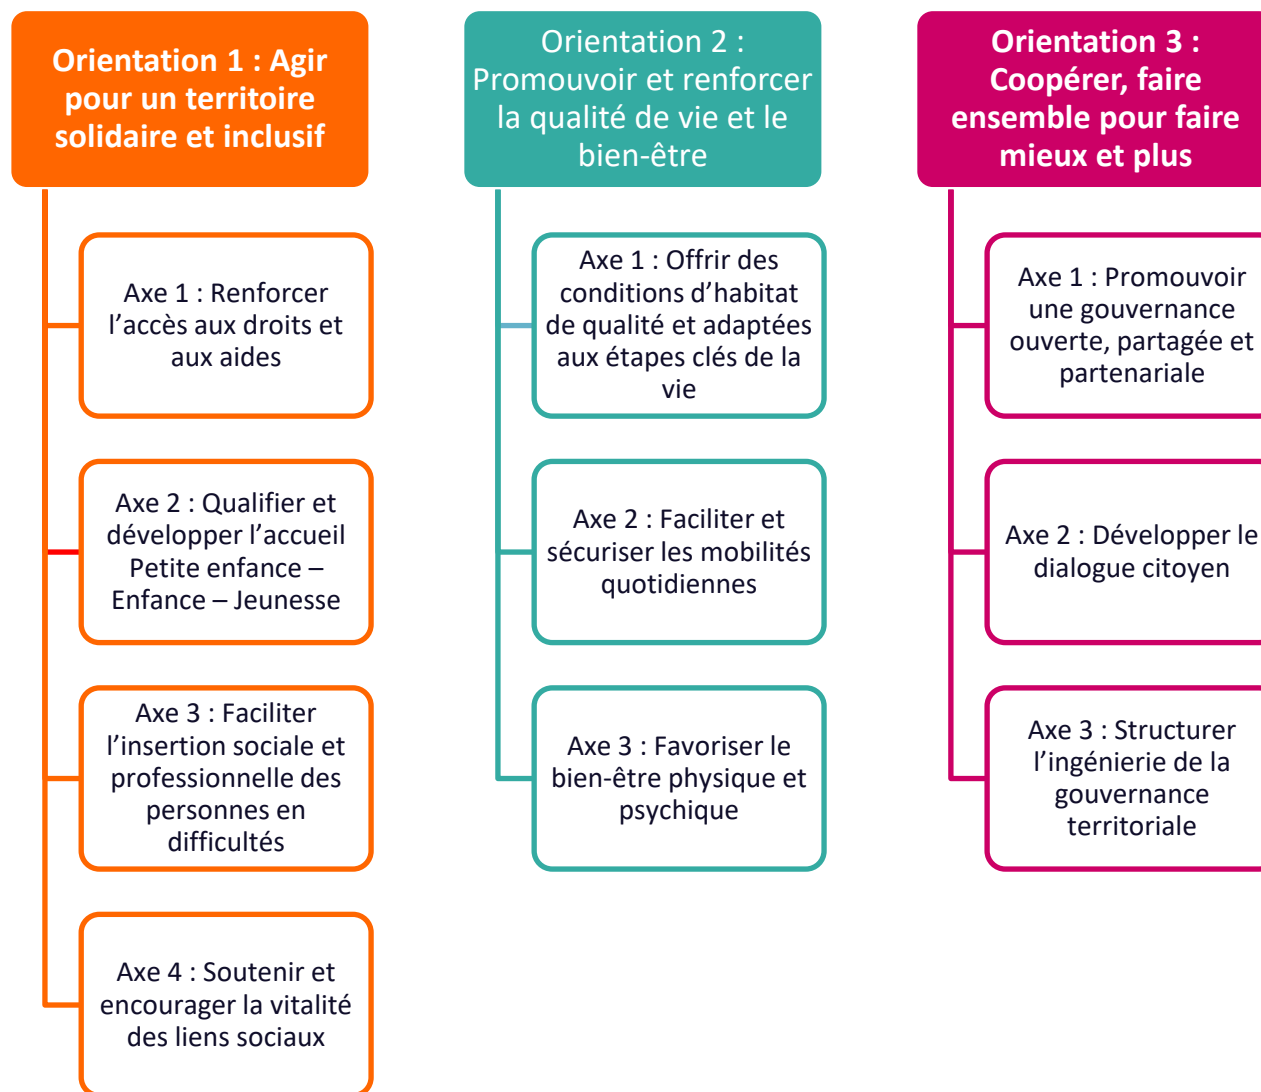 Orientation 1 : Agir
pour un territoire
solidaire et inclusif
Axe 1 : Renforcer
l’accès aux droits et
aux aides
Axe 2 : Qualifier et
développer l’accueil
Petite enfance –
Enfance – Jeunesse
Axe 3 : Faciliter
l’insertion sociale et
professionnelle des
personnes en
difficultés
Axe 4 : Soutenir et
encourager la vitalité
des liens sociaux
Orientation 2 :
Promouvoir et renforcer
la qualité de vie et le
bien-être
Axe 1 : Offrir des
conditions d’habitat
de qualité et adaptées
aux étapes clés de la
vie
Axe 2 : Faciliter et
sécuriser les mobilités
quotidiennes
Axe 3 : Favoriser le
bien-être physique et
psychique
Orientation 3 :
Coopérer, faire
ensemble pour faire
mieux et plus
Axe 1 : Promouvoir
une gouvernance
ouverte, partagée et
partenariale
Axe 2 : Développer le
dialogue citoyen
Axe 3 : Structurer
l’ingénierie de la
gouvernance
territoriale